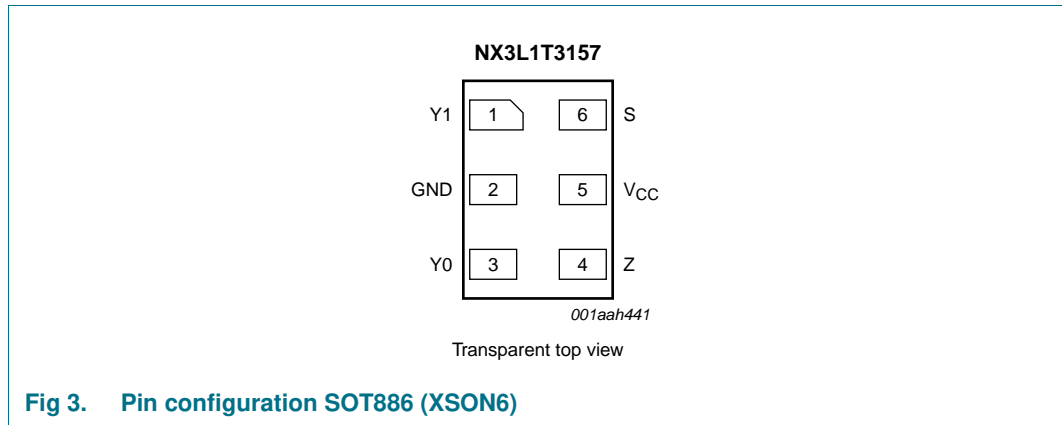 NX3L1T3157
Y1 1 6 S
GND 2 5 VCC
Y0 3 4 Z
001aah441
Transparent top view
Fig 3. Pin configuration SOT886 (XSON6)